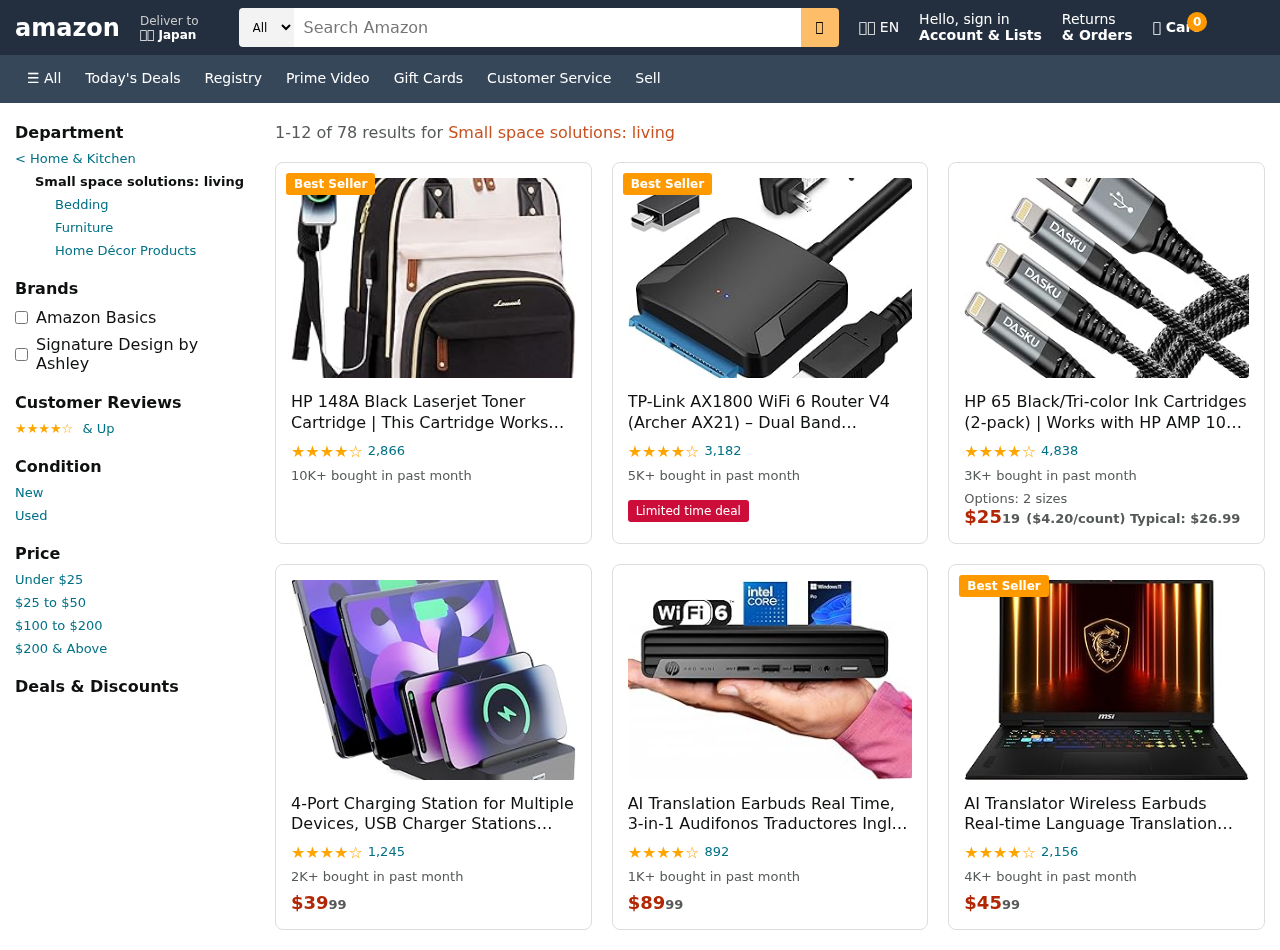 amazon
Deliver to
Japan
All
Search Amazon
EN
Hello, sign in
Account & Lists
Returns
& Orders
0
☰ All
Today's Deals
Registry
Prime Video
Gift Cards
Customer Service
Sell
Department
< Home & Kitchen
Small space solutions: living
Bedding
Furniture
Home Décor Products
Brands
Amazon Basics
Signature Design by
Ashley
Customer Reviews
★★★★☆ & Up
Condition
New
Used
Price
Under $25
$25 to $50
$100 to $200
$200 & Above
Deals & Discounts
1-12 of 78 results for Small space solutions: living
Best Seller
Lovevook
HP 148A Black Laserjet Toner
Cartridge | This Cartridge Works...
★★★★☆ 2,866
10K+ bought in past month
Best Seller
TP-Link AX1800 WiFi 6 Router V4
(Archer AX21) – Dual Band...
★★★★☆ 3,182
5K+ bought in past month
Limited time deal
DASKU
DASKU
DASKU
HP 65 Black/Tri-color Ink Cartridges
(2-pack) | Works with HP AMP 10...
★★★★☆ 4,838
3K+ bought in past month
Options: 2 sizes
$25 19 ($4.20/count) Typical: $26.99
4-Port Charging Station for Multiple
Devices, USB Charger Stations...
★★★★☆ 1,245
2K+ bought in past month
$39 99
WiFi 6
intel
CORE
Windows 11
Pro
hp PRO MINI
AI Translation Earbuds Real Time,
3-in-1 Audifonos Traductores Ingl...
★★★★☆ 892
1K+ bought in past month
$89 99
Best Seller
msi
AI Translator Wireless Earbuds
Real-time Language Translation...
★★★★☆ 2,156
4K+ bought in past month
$45 99